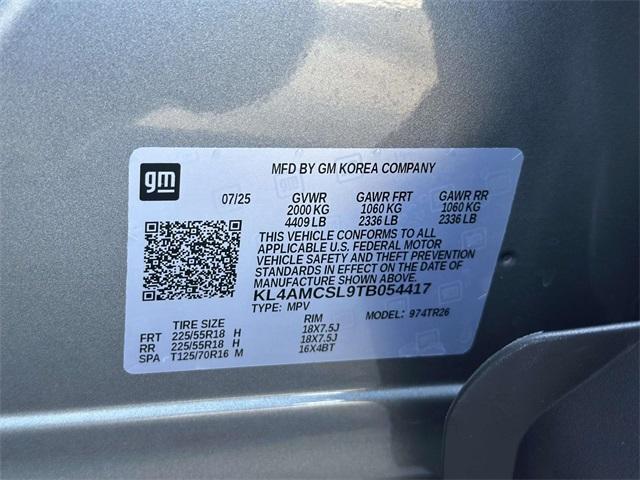 MFD BY GM KOREA COMPANY
gm
07/25 GVWR GAWR FRT GAWR RR
2000 KG 1060 KG 1060 KG
4409 LB 2336 LB 2336 LB
THIS VEHICLE CONFORMS TO ALL
APPLICABLE U.S. FEDERAL MOTOR
VEHICLE SAFETY AND THEFT PREVENTION
STANDARDS IN EFFECT ON THE DATE OF
MANUFACTURE SHOWN ABOVE.
KL4AMCSL9TB054417
TYPE: MPV MODEL: 974TR26
TIRE SIZE RIM
FRT 225/55R18 H 18X7.5J
RR 225/55R18 H 18X7.5J
SPA T125/70R16 M 16X4BT